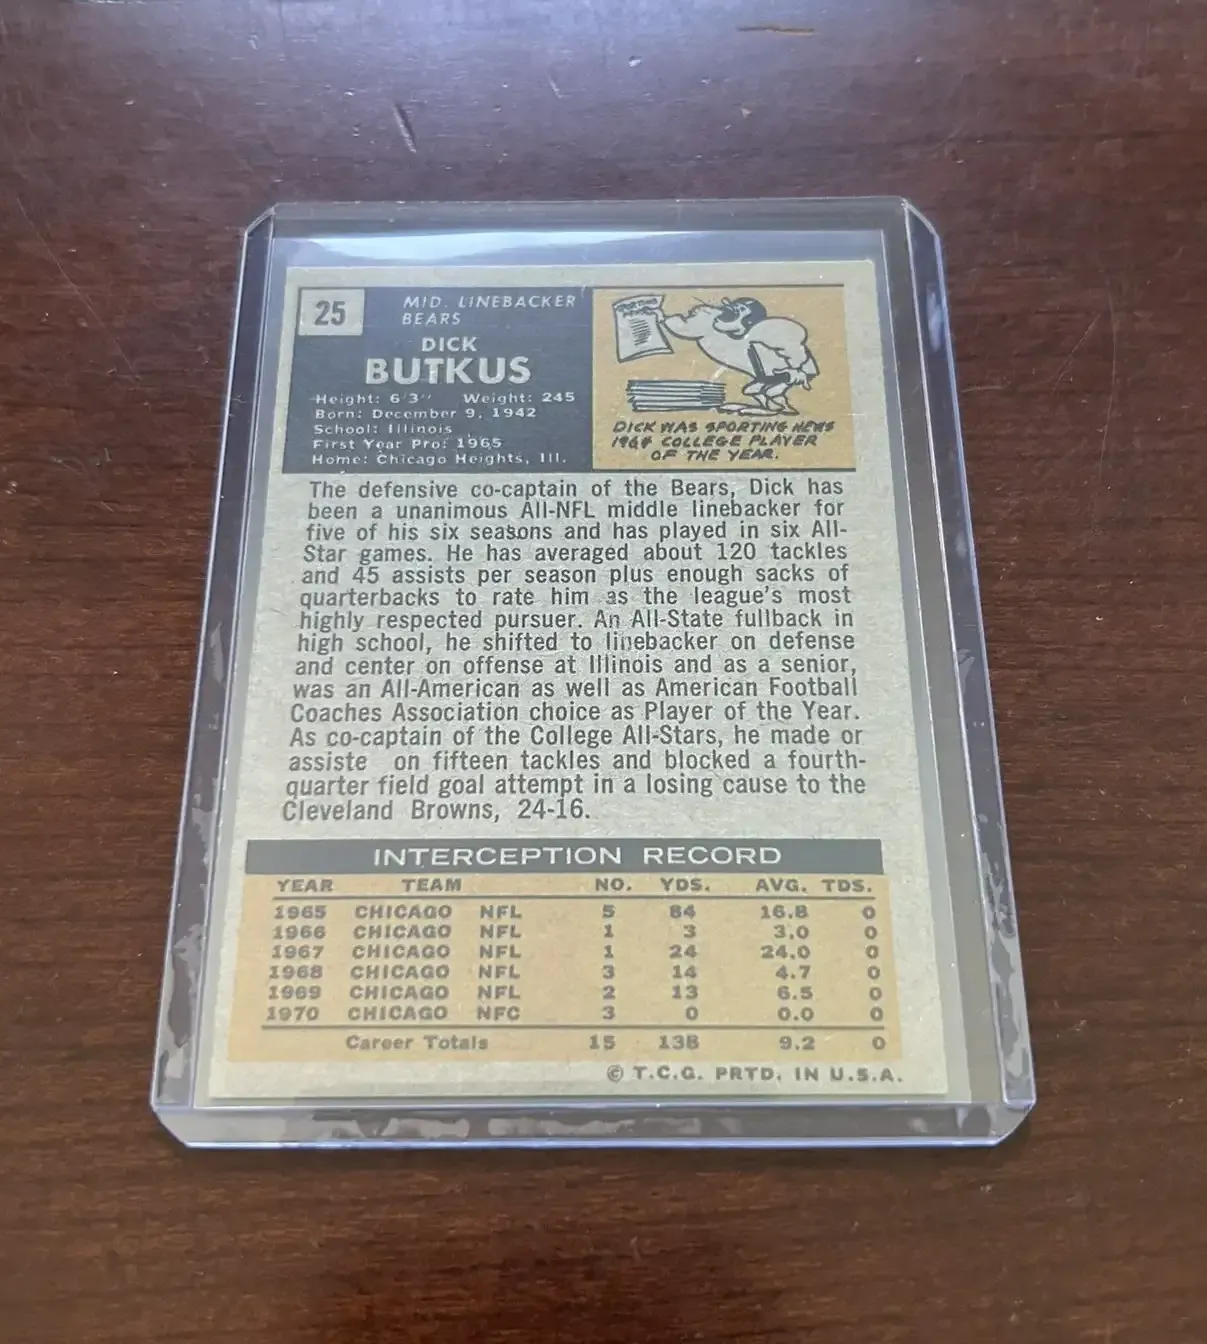 25
MID. LINEBACKER
BEARS
DICK
BUTKUS
Height: 6'3" Weight: 245
Born: December 9, 1942
School: Illinois
First Year Pro: 1965
Home: Chicago Heights, Ill.
DICK WAS SPORTING NEWS
1964 COLLEGE PLAYER
OF THE YEAR.
The defensive co-captain of the Bears, Dick has
been a unanimous All-NFL middle linebacker for
five of his six seasons and has played in six All-
Star games. He has averaged about 120 tackles
and 45 assists per season plus enough sacks of
quarterbacks to rate him as the league's most
highly respected pursuer. An All-State fullback in
high school, he shifted to linebacker on defense
and center on offense at Illinois and as a senior,
was an All-American as well as American Football
Coaches Association choice as Player of the Year.
As co-captain of the College All-Stars, he made or
assiste on fifteen tackles and blocked a fourth-
quarter field goal attempt in a losing cause to the
Cleveland Browns, 24-16.
INTERCEPTION RECORD
YEAR TEAM NO. YDS. AVG. TDS.
1965 CHICAGO NFL 5 84 16.8 0
1966 CHICAGO NFL 1 3 3.0 0
1967 CHICAGO NFL 1 24 24.0 0
1968 CHICAGO NFL 3 14 4.7 0
1969 CHICAGO NFL 2 13 6.5 0
1970 CHICAGO NFC 3 0 0.0 0
Career Totals 15 138 9.2 0
© T.C.G. PRTD. IN U.S.A.